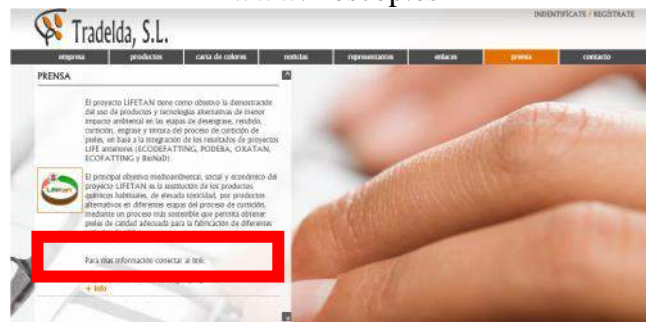 Tradelda, S.L.
INDENTIFÍCATE / REGÍSTRATE
empresa productos carta de colores noticias representantes enlaces prensa contacto
PRENSA
El proyecto LIFETAN tiene como objetivo la demostración
del uso de productos y tecnologías alternativas de menor
impacto ambiental en las etapas de desengrase, rendido,
curtición, engrase y tintura del proceso de curtición de
pieles, en base a la integración de los resultados de proyectos
LIFE anteriores (ECODEFATTING, PODEBA, OXATAN,
ECOFATTING y BioNaD)
El principal objetivo medioambiental, social y económico del
proyecto LIFETAN es la sustitución de los productos
químicos habituales, de elevada toxicidad, por productos
alternativos en diferentes etapas del proceso de curtición,
mediante un proceso más sostenible que permita obtener
pieles de calidad adecuada para la fabricación de diferentes
LIFEtan
Para mas información conectar al link:
+ info